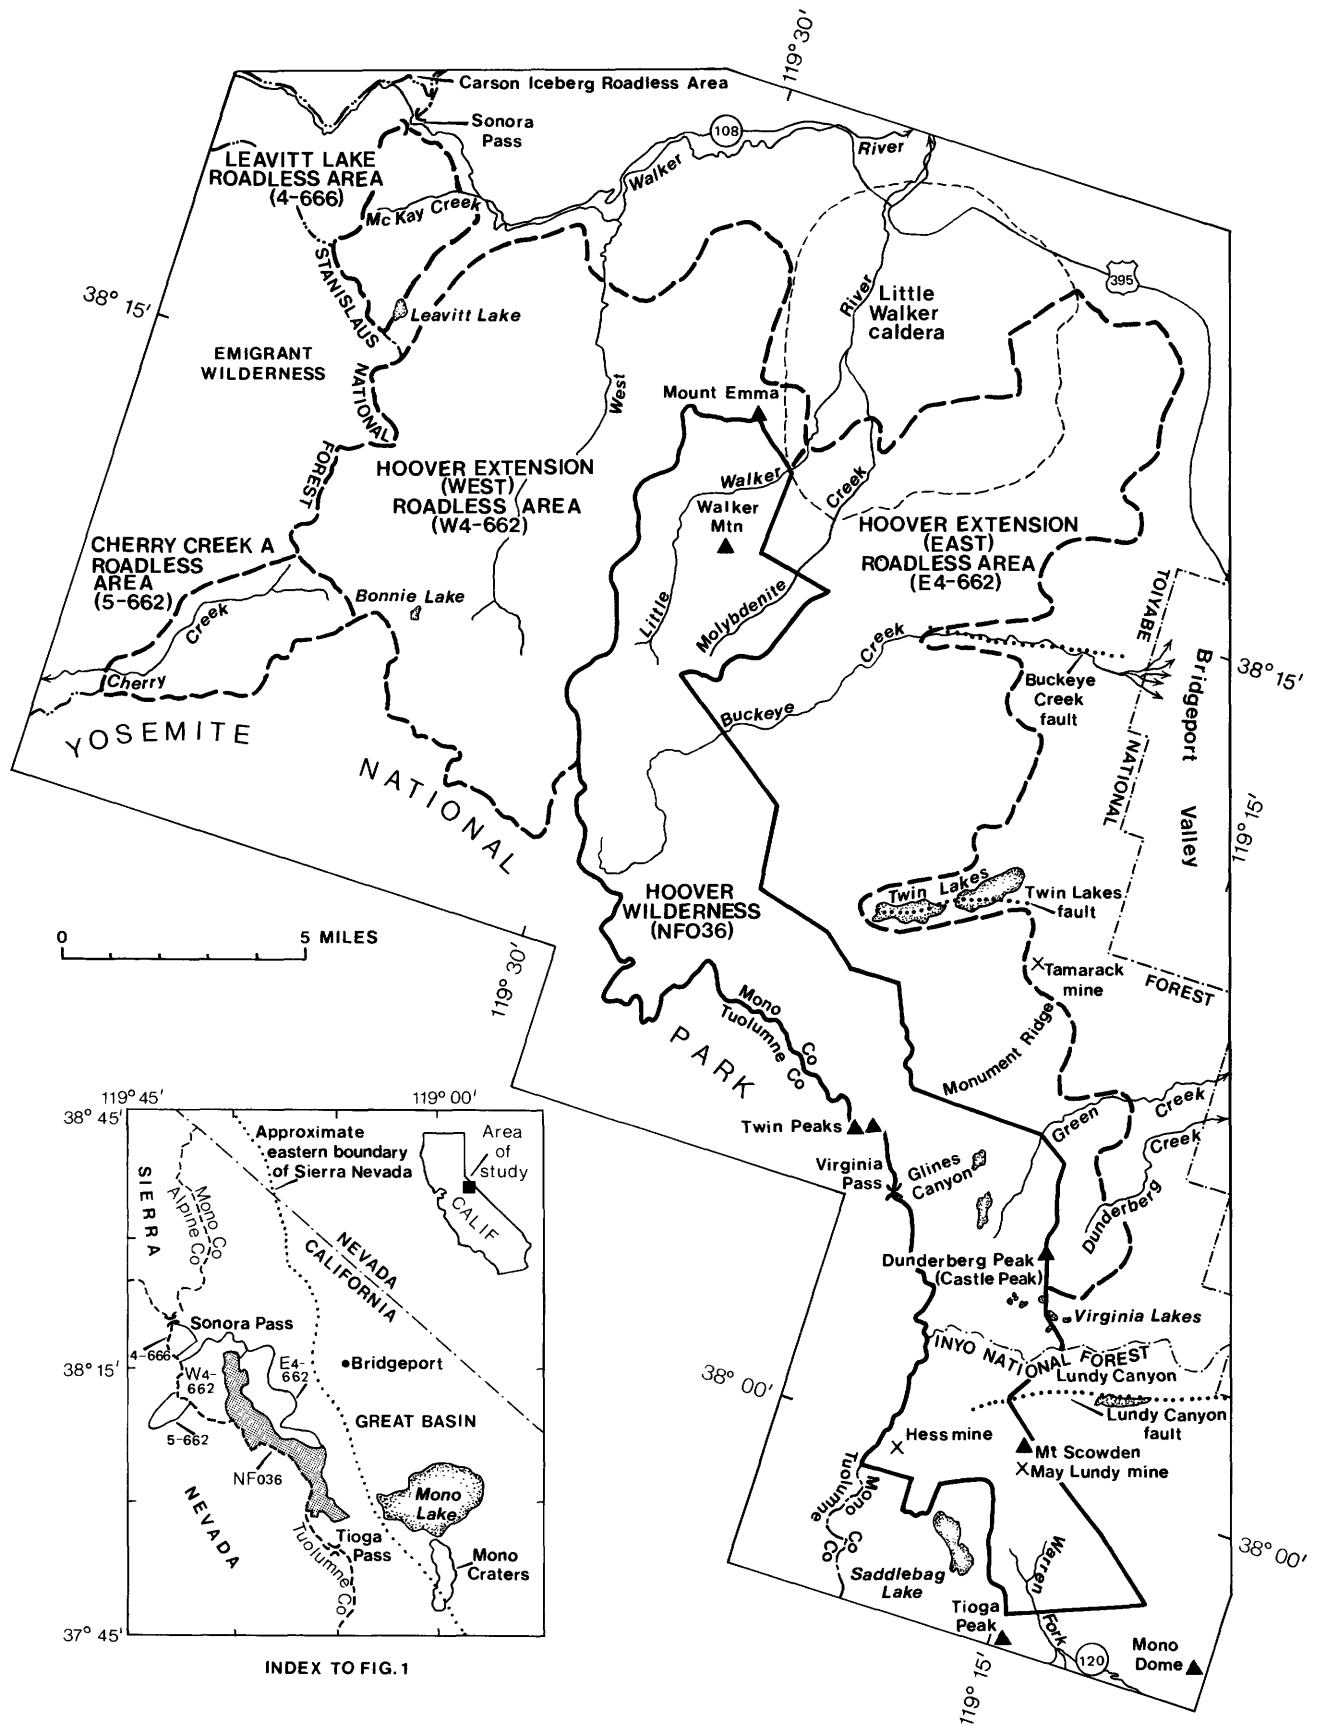 119° 30'
Carson Iceberg Roadless Area
Sonora
Pass
108
River
Walker
LEAVITT LAKE
ROADLESS AREA
(4-666)
McKay Creek
STANISLAUS
NATIONAL
FOREST
38° 15'
Leavitt Lake
EMIGRANT
WILDERNESS
West
River
Little
Walker
caldera
395
Mount Emma
HOOVER EXTENSION
(WEST)
ROADLESS AREA
(W4-662)
Walker
Little
Walker
Mtn
Creek
Molybdenite
HOOVER EXTENSION
(EAST)
ROADLESS AREA
(E4-662)
CHERRY CREEK A
ROADLESS
AREA
(5-662)
Creek
Cherry
Bonnie Lake
Creek
Buckeye
TOIYABE
NATIONAL
FOREST
Bridgeport Valley
38° 15'
Buckeye
Creek
fault
YOSEMITE
NATIONAL
PARK
119° 15'
Twin Lakes
Twin Lakes
fault
HOOVER
WILDERNESS
(NF036)
0 5 MILES
119° 30'
Tamarack
mine
Mono Co
Tuolumne Co
Monument Ridge
Green Creek
Twin Peaks
Virginia
Pass
Glines
Canyon
Dunderberg Creek
Dunderberg Peak
(Castle Peak)
Virginia Lakes
INYO NATIONAL FOREST
Lundy Canyon
38° 00'
Lundy Canyon
fault
Hess mine
Mt Scowden
May Lundy mine
Tuolumne Co
Mono Co
Saddlebag
Lake
Warren
Fork
38° 00'
Tioga
Peak
120
Mono
Dome
119° 15'
119° 45'
119° 00'
38° 45'
Approximate
eastern boundary
of Sierra Nevada
Area
of
study
CALIF
SIERRA
Mono Co
Alpine Co
NEVADA
CALIFORNIA
Sonora Pass
4-666
38° 15'
W4-
662
E4-
662
Bridgeport
5-662
GREAT BASIN
NF036
NEVADA
Mono
Lake
Tioga
Pass
Tuolumne Co
Mono
Craters
37° 45'
INDEX TO FIG. 1